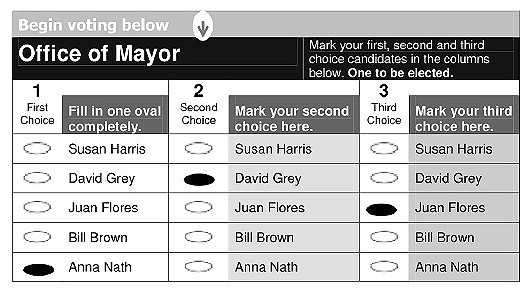 Begin voting below
Office of Mayor
Mark your first, second and third
choice candidates in the columns
below. One to be elected.
1
First
Choice
Fill in one oval
completely.
2
Second
Choice
Mark your second
choice here.
3
Third
Choice
Mark your third
choice here.
Susan Harris Susan Harris Susan Harris
David Grey David Grey David Grey
Juan Flores Juan Flores Juan Flores
Bill Brown Bill Brown Bill Brown
Anna Nath Anna Nath Anna Nath